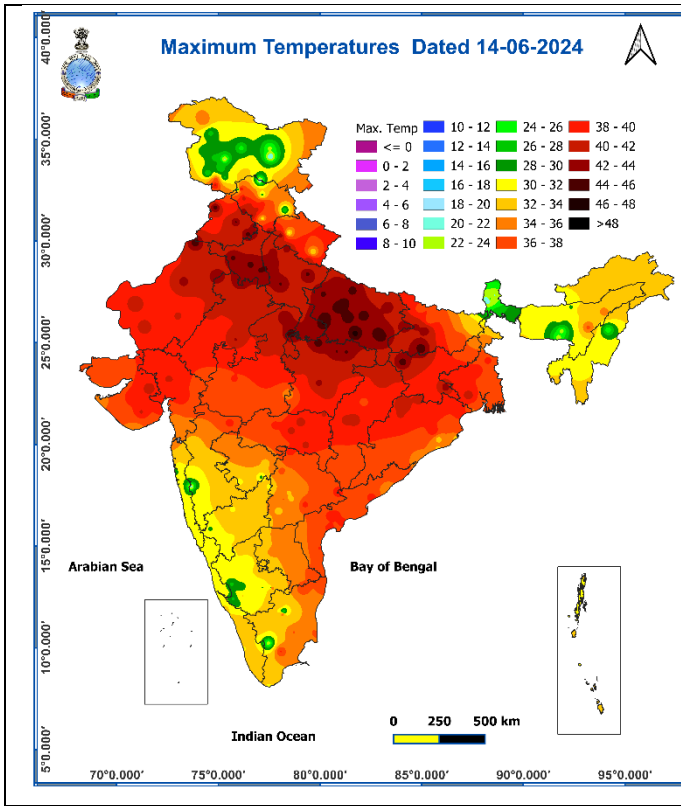 Maximum Temperatures Dated 14-06-2024
40°0.000'
35°0.000'
30°0.000'
25°0.000'
20°0.000'
15°0.000'
10°0.000'
5°0.000'
Max. Temp
<= 0
0 - 2
2 - 4
4 - 6
6 - 8
8 - 10
10 - 12
12 - 14
14 - 16
16 - 18
18 - 20
20 - 22
22 - 24
24 - 26
26 - 28
28 - 30
30 - 32
32 - 34
34 - 36
36 - 38
38 - 40
40 - 42
42 - 44
44 - 46
46 - 48
>48
Arabian Sea
Bay of Bengal
Indian Ocean
0 250 500 km
70°0.000' 75°0.000' 80°0.000' 85°0.000' 90°0.000' 95°0.000'